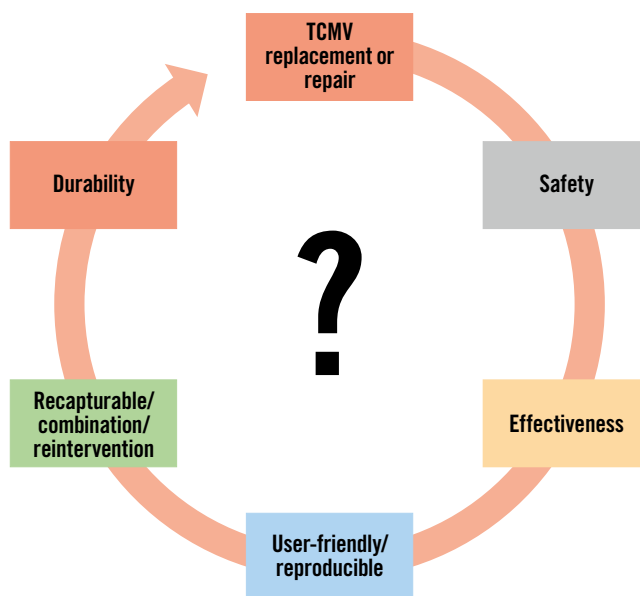 TCMV
replacement or
repair
Safety
Effectiveness
User-friendly/
reproducible
Recapturable/
combination/
reintervention
Durability
?